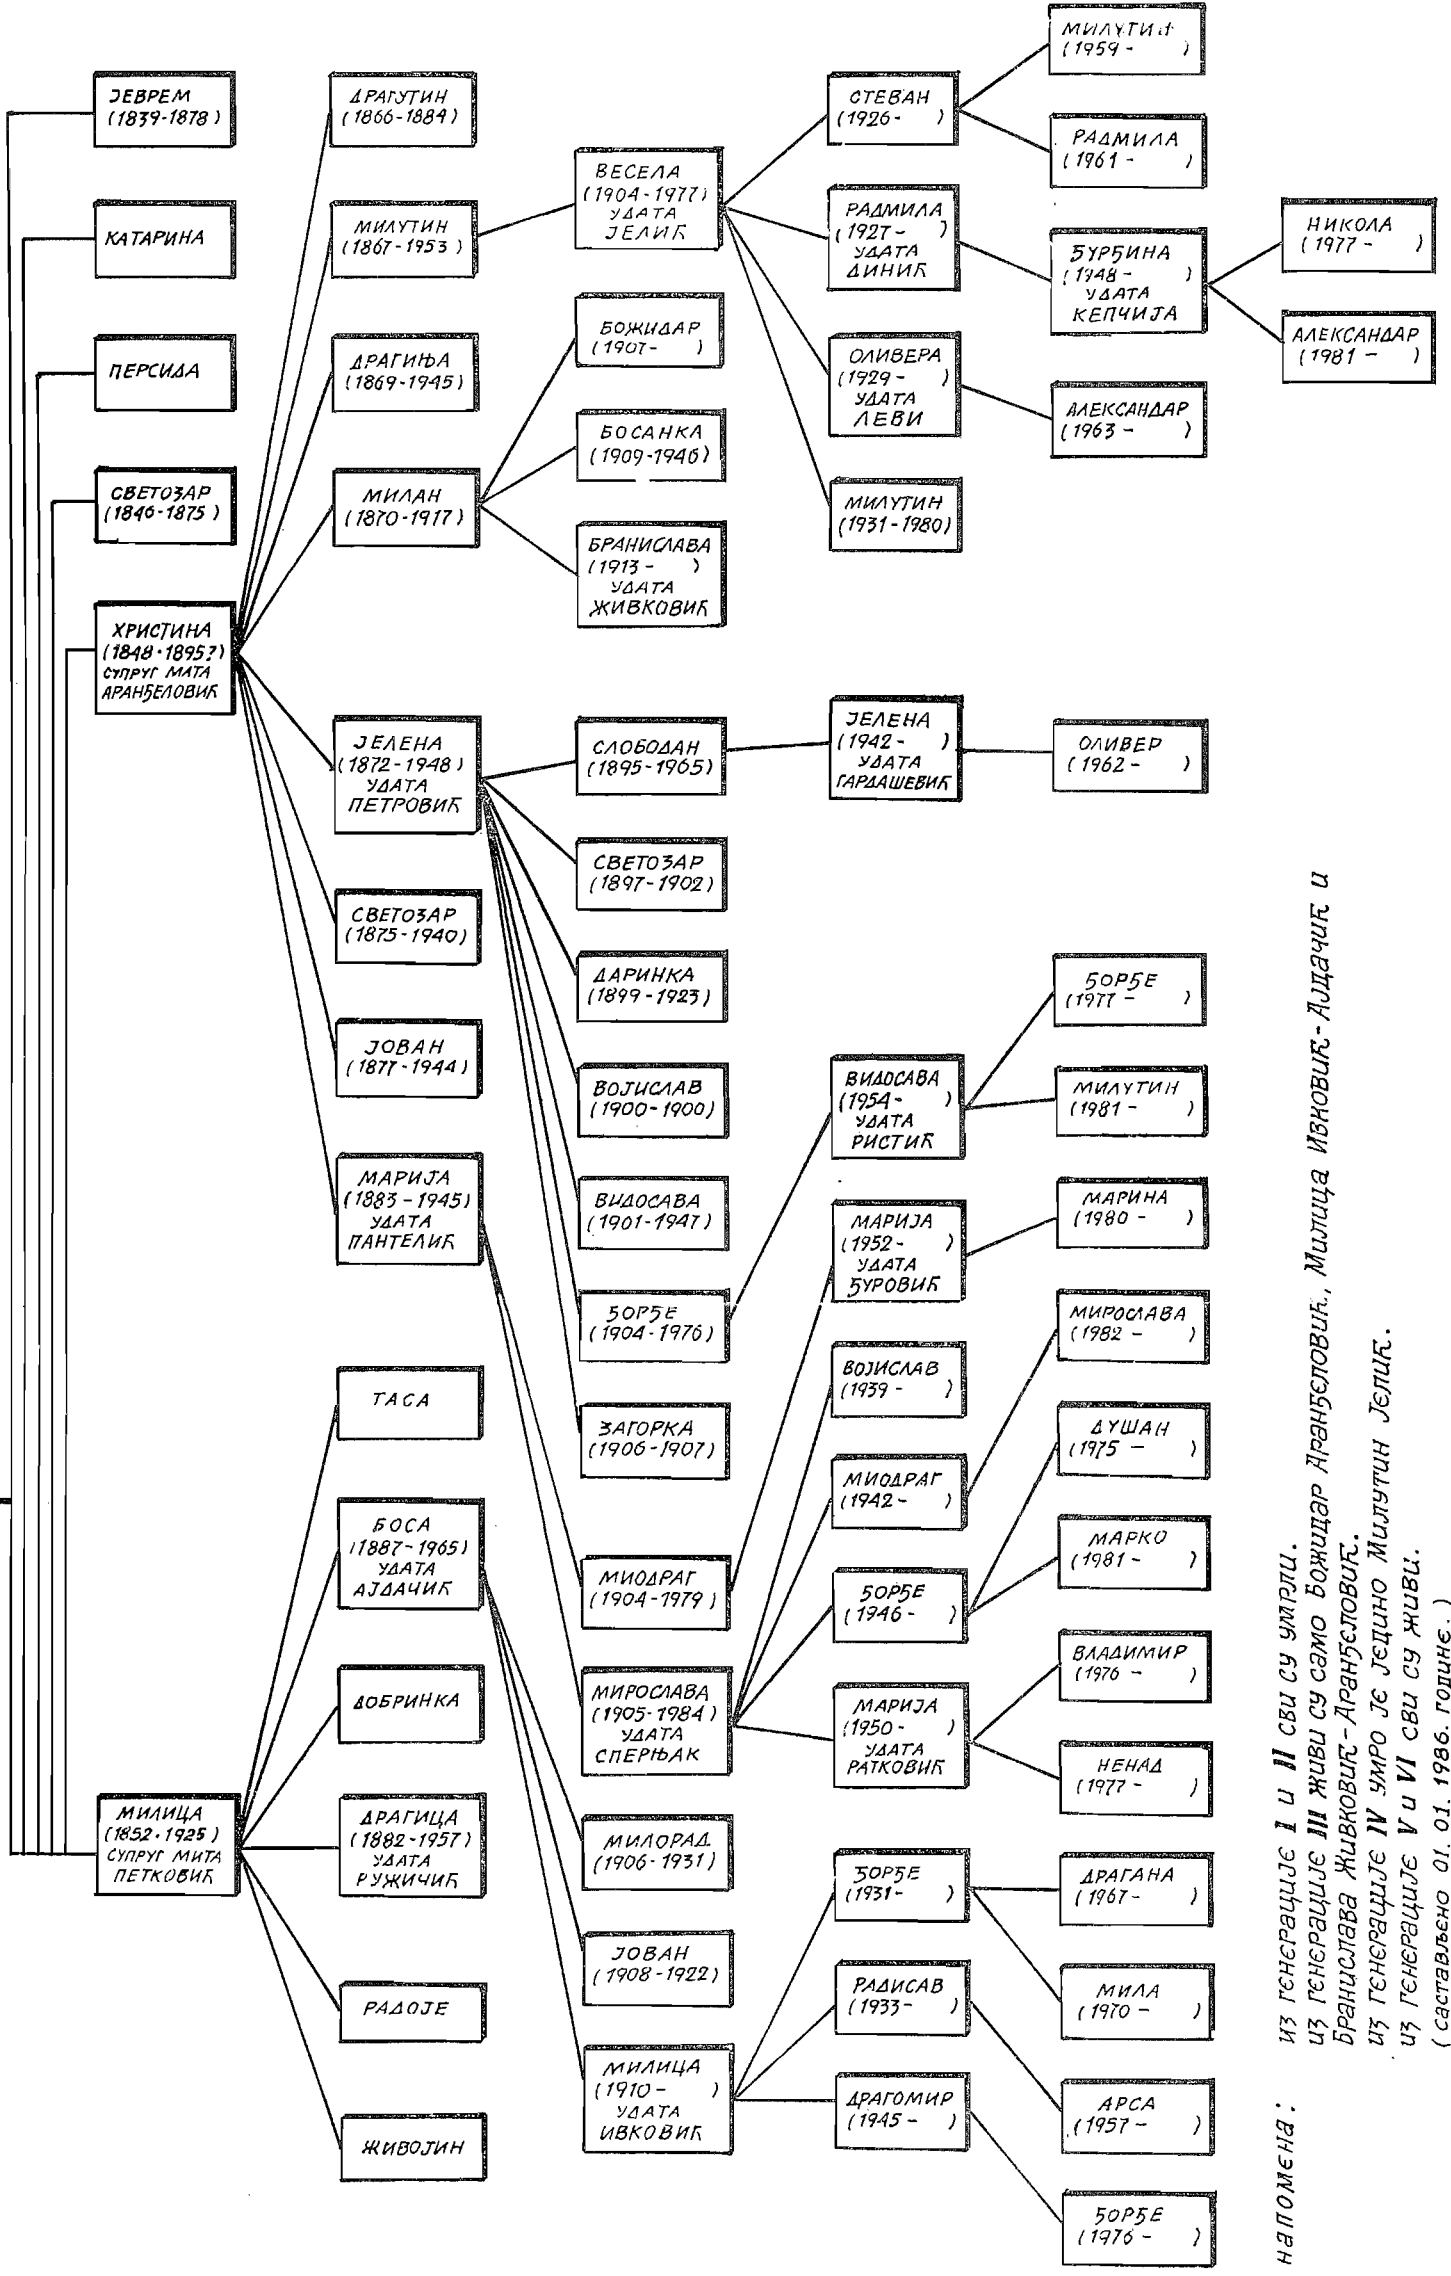 ЈЕВРЕМ
(1839-1878)
КАТАРИНА
ПЕРСИДА
СВЕТОЗАР
(1846-1875)
ХРИСТИНА
(1848-1895?)
СУПРУГ МАТА
АРАНЂЕЛОВИЋ
МИЛИЦА
(1852-1925)
СУПРУГ МИТА
ПЕТКОВИЋ
ДРАГУТИН
(1866-1884)
МИЛУТИН
(1867-1953)
ДРАГИЊА
(1869-1945)
МИЛАН
(1870-1917)
ЈЕЛЕНА
(1872-1948)
УДАТА
ПЕТРОВИЋ
СВЕТОЗАР
(1875-1940)
ЈОВАН
(1877-1944)
МАРИЈА
(1883-1945)
УДАТА
ПАНТЕЛИЋ
ТАСА
БОСА
(1887-1965)
УДАТА
АЈДАЧИЋ
ДОБРИНКА
ДРАГИЦА
(1882-1957)
УДАТА
РУЖИЧИЋ
РАДОЈЕ
ЖИВОЈИН
ВЕСЕЛА
(1904-1977)
УДАТА
ЈЕЛИЋ
БОЖИДАР
(1907- )
БОСАНКА
(1909-1946)
БРАНИСЛАВА
(1913- )
УДАТА
ЖИВКОВИЋ
СЛОБОДАН
(1895-1965)
СВЕТОЗАР
(1897-1902)
ДАРИНКА
(1899-1923)
ВОЈИСЛАВ
(1900-1900)
ВИДОСАВА
(1901-1947)
ЂОРЂЕ
(1904-1976)
ЗАГОРКА
(1906-1907)
МИОДРАГ
(1904-1979)
МИРОСЛАВА
(1905-1984)
УДАТА
СПЕРЊАК
МИЛОРАД
(1906-1931)
ЈОВАН
(1908-1922)
МИЛИЦА
(1910- )
УДАТА
ИВКОВИЋ
СТЕВАН
(1926- )
РАДМИЛА
(1927- )
УДАТА
ДИНИЋ
ОЛИВЕРА
(1929- )
УДАТА
ЛЕВИ
МИЛУТИН
(1931-1980)
ЈЕЛЕНА
(1942- )
УДАТА
ГАРДАШЕВИЋ
ВИДОСАВА
(1954- )
УДАТА
РИСТИЋ
МАРИЈА
(1952- )
УДАТА
ЂУРОВИЋ
ВОЈИСЛАВ
(1939- )
МИОДРАГ
(1942- )
ЂОРЂЕ
(1946- )
МАРИЈА
(1950- )
УДАТА
РАТКОВИЋ
ЂОРЂЕ
(1931- )
РАДИСАВ
(1933- )
ДРАГОМИР
(1945- )
МИЛУТИН
(1959- )
РАДМИЛА
(1961- )
ЂУРЂИНА
(1948- )
УДАТА
КЕПЧИЈА
АЛЕКСАНДАР
(1963- )
ОЛИВЕР
(1962- )
ЂОРЂЕ
(1977- )
МИЛУТИН
(1981- )
МАРИНА
(1980- )
МИРОСЛАВА
(1982- )
ДУШАН
(1975- )
МАРКО
(1981- )
ВЛАДИМИР
(1976- )
НЕНАД
(1977- )
ДРАГАНА
(1967- )
МИЛА
(1970- )
АРСА
(1957- )
ЂОРЂЕ
(1976- )
НИКОЛА
(1977- )
АЛЕКСАНДАР
(1981- )
напомена:
из генерације I и II сви су умрли.
из генерације III живи су само Божидар Аранђеловић, Милица Ивковић-Ајдачић и
Бранислава Живковић-Аранђеловић.
из генерације IV умро је једино Милутин Јелић.
из генерације V и VI сви су живи.
(састављено 01. 01. 1986. године.)